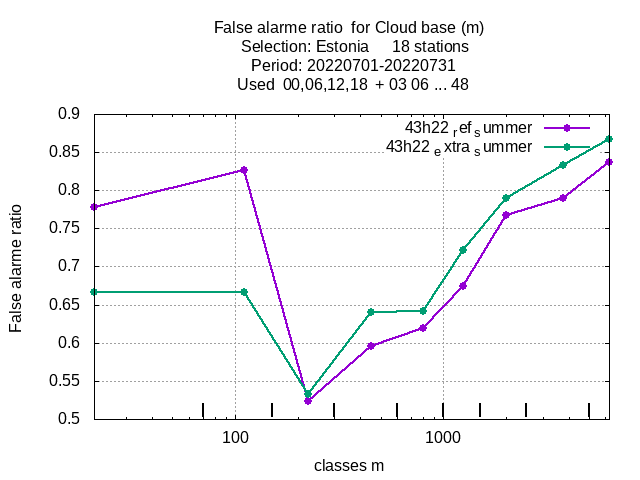 False alarme ratio  for Cloud base (m)
Selection: Estonia     18 stations
Period: 20220701-20220731
Used  00,06,12,18  + 03 06 ... 48
43h22 ref summer
43h22 extra summer
0.9
0.85
0.8
0.75
0.7
0.65
0.6
0.55
0.5
False alarme ratio
100
1000
classes m